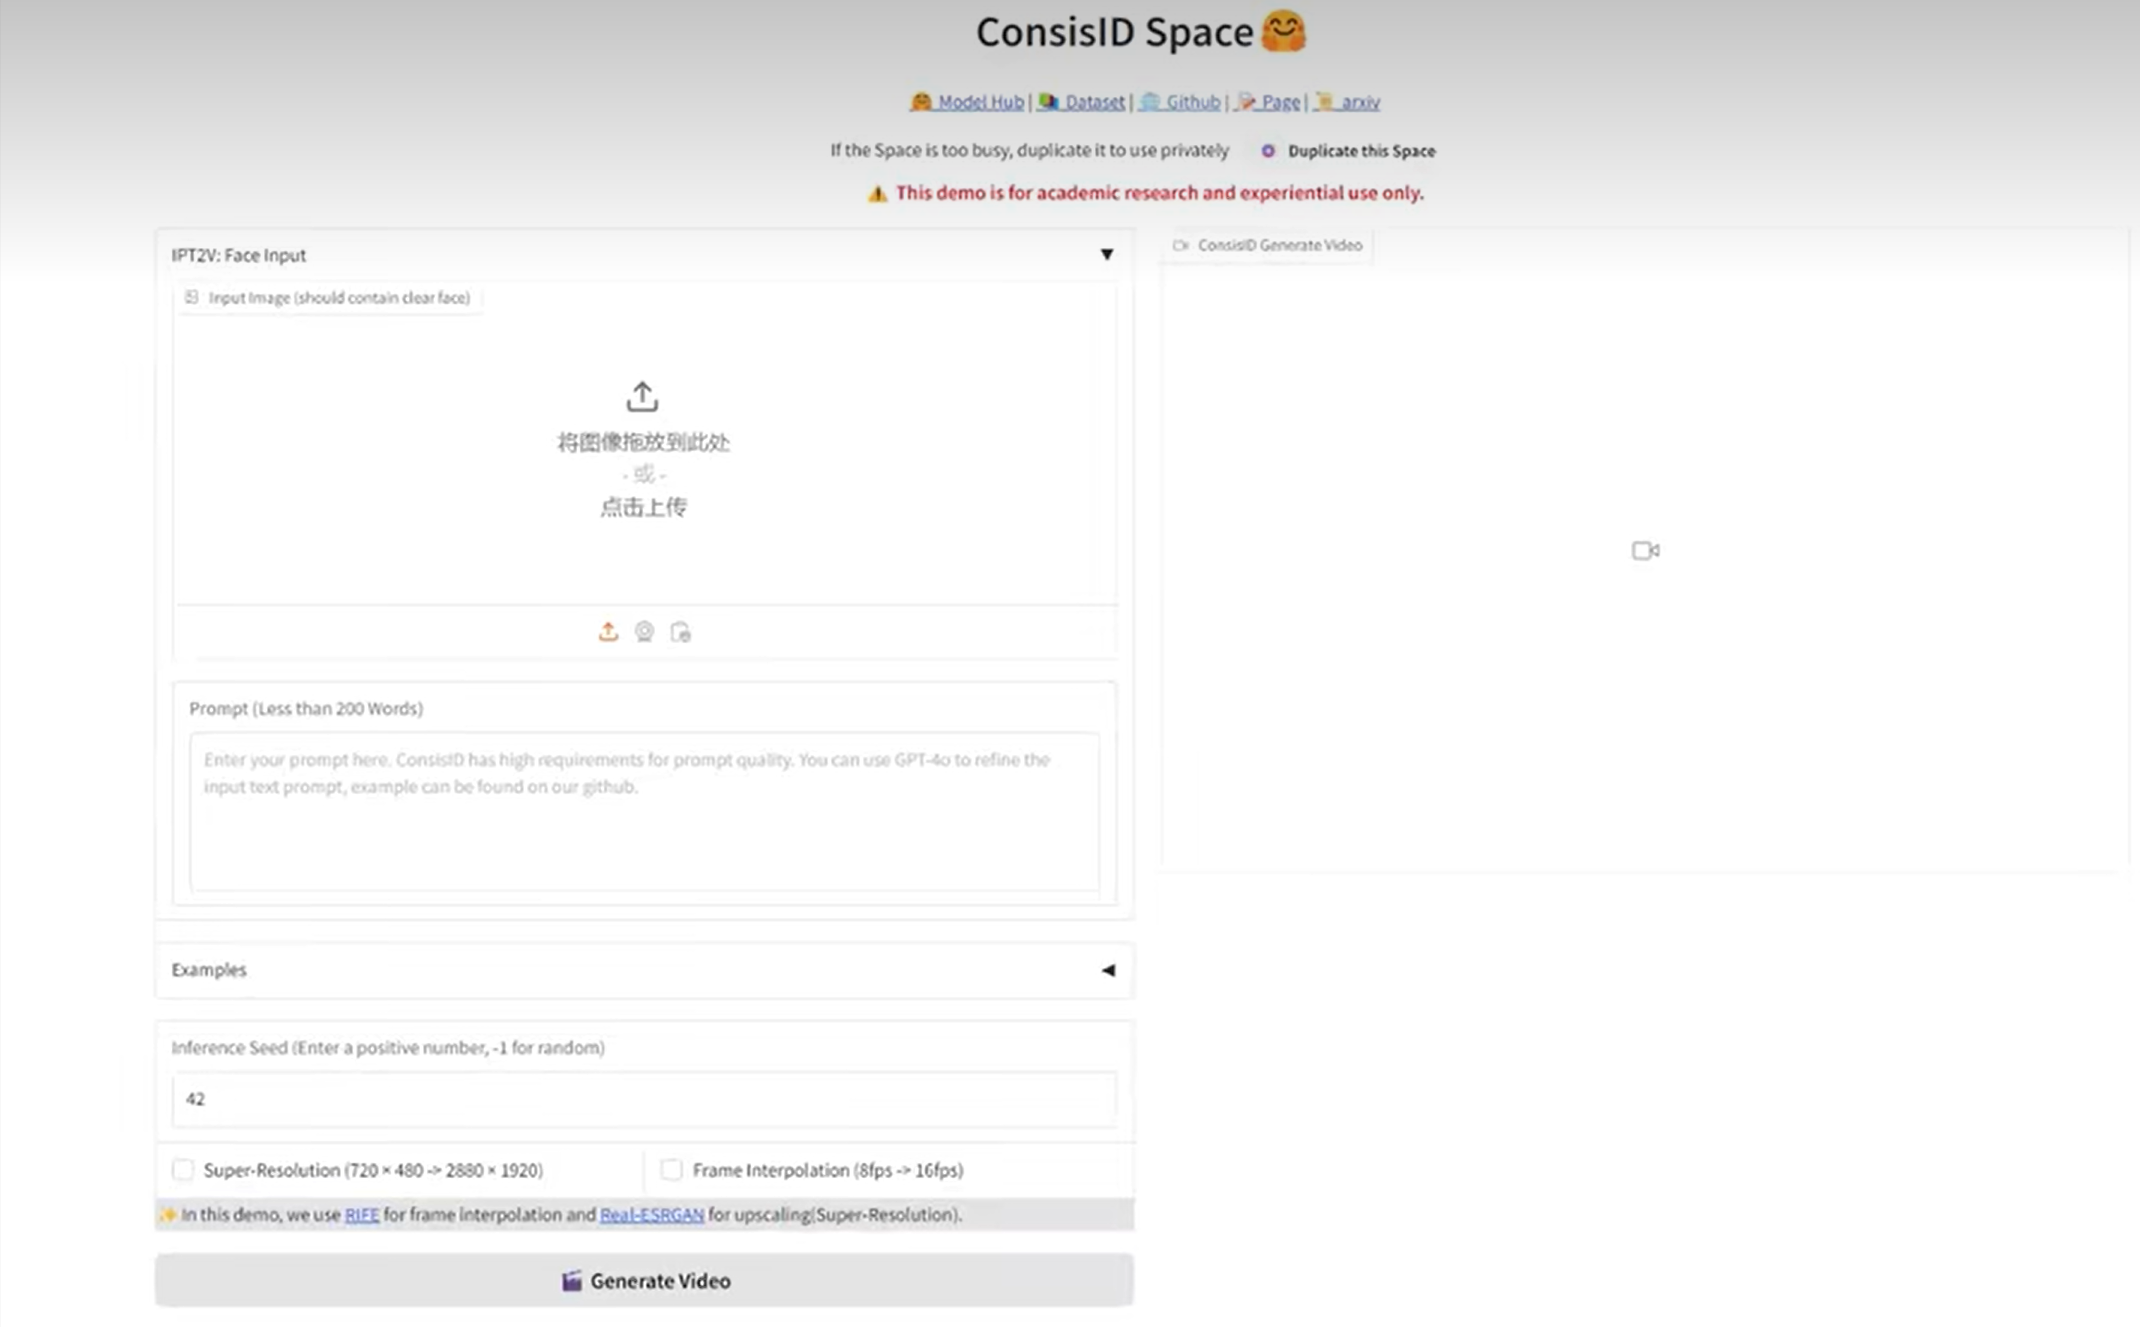 ConsisID Space🤗
🤗 Model Hub | 📚 Dataset | 🌐 Github | 📝 Page | 📜 arxiv
If the Space is too busy, duplicate it to use privately Duplicate this Space
⚠️ This demo is for academic research and experiential use only.
IPT2V: Face Input
Input Image (should contain clear face)
将图像拖放到此处
- 或 -
点击上传
Prompt (Less than 200 Words)
Enter your prompt here. ConsisID has high requirements for prompt quality. You can use GPT-4o to refine the
input text prompt, example can be found on our github.
Examples
Inference Seed (Enter a positive number, -1 for random)
42
Super-Resolution (720 × 480 -> 2880 × 1920)
Frame Interpolation (8fps -> 16fps)
✨ In this demo, we use RIFE for frame interpolation and Real-ESRGAN for upscaling(Super-Resolution).
🎬 Generate Video
ConsisID Generate Video